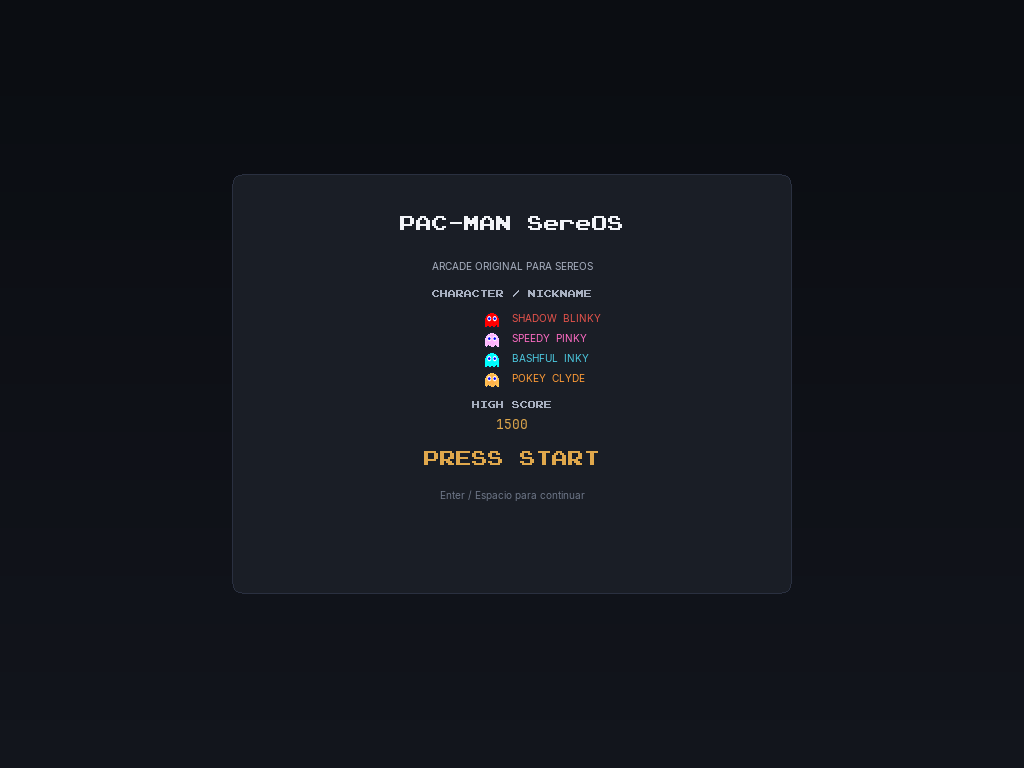 PAC-MAN SereOS
ARCADE ORIGINAL PARA SEREOS
CHARACTER / NICKNAME
SHADOW BLINKY
SPEEDY PINKY
BASHFUL INKY
POKEY CLYDE
HIGH SCORE
1500
PRESS START
Enter / Espacio para continuar